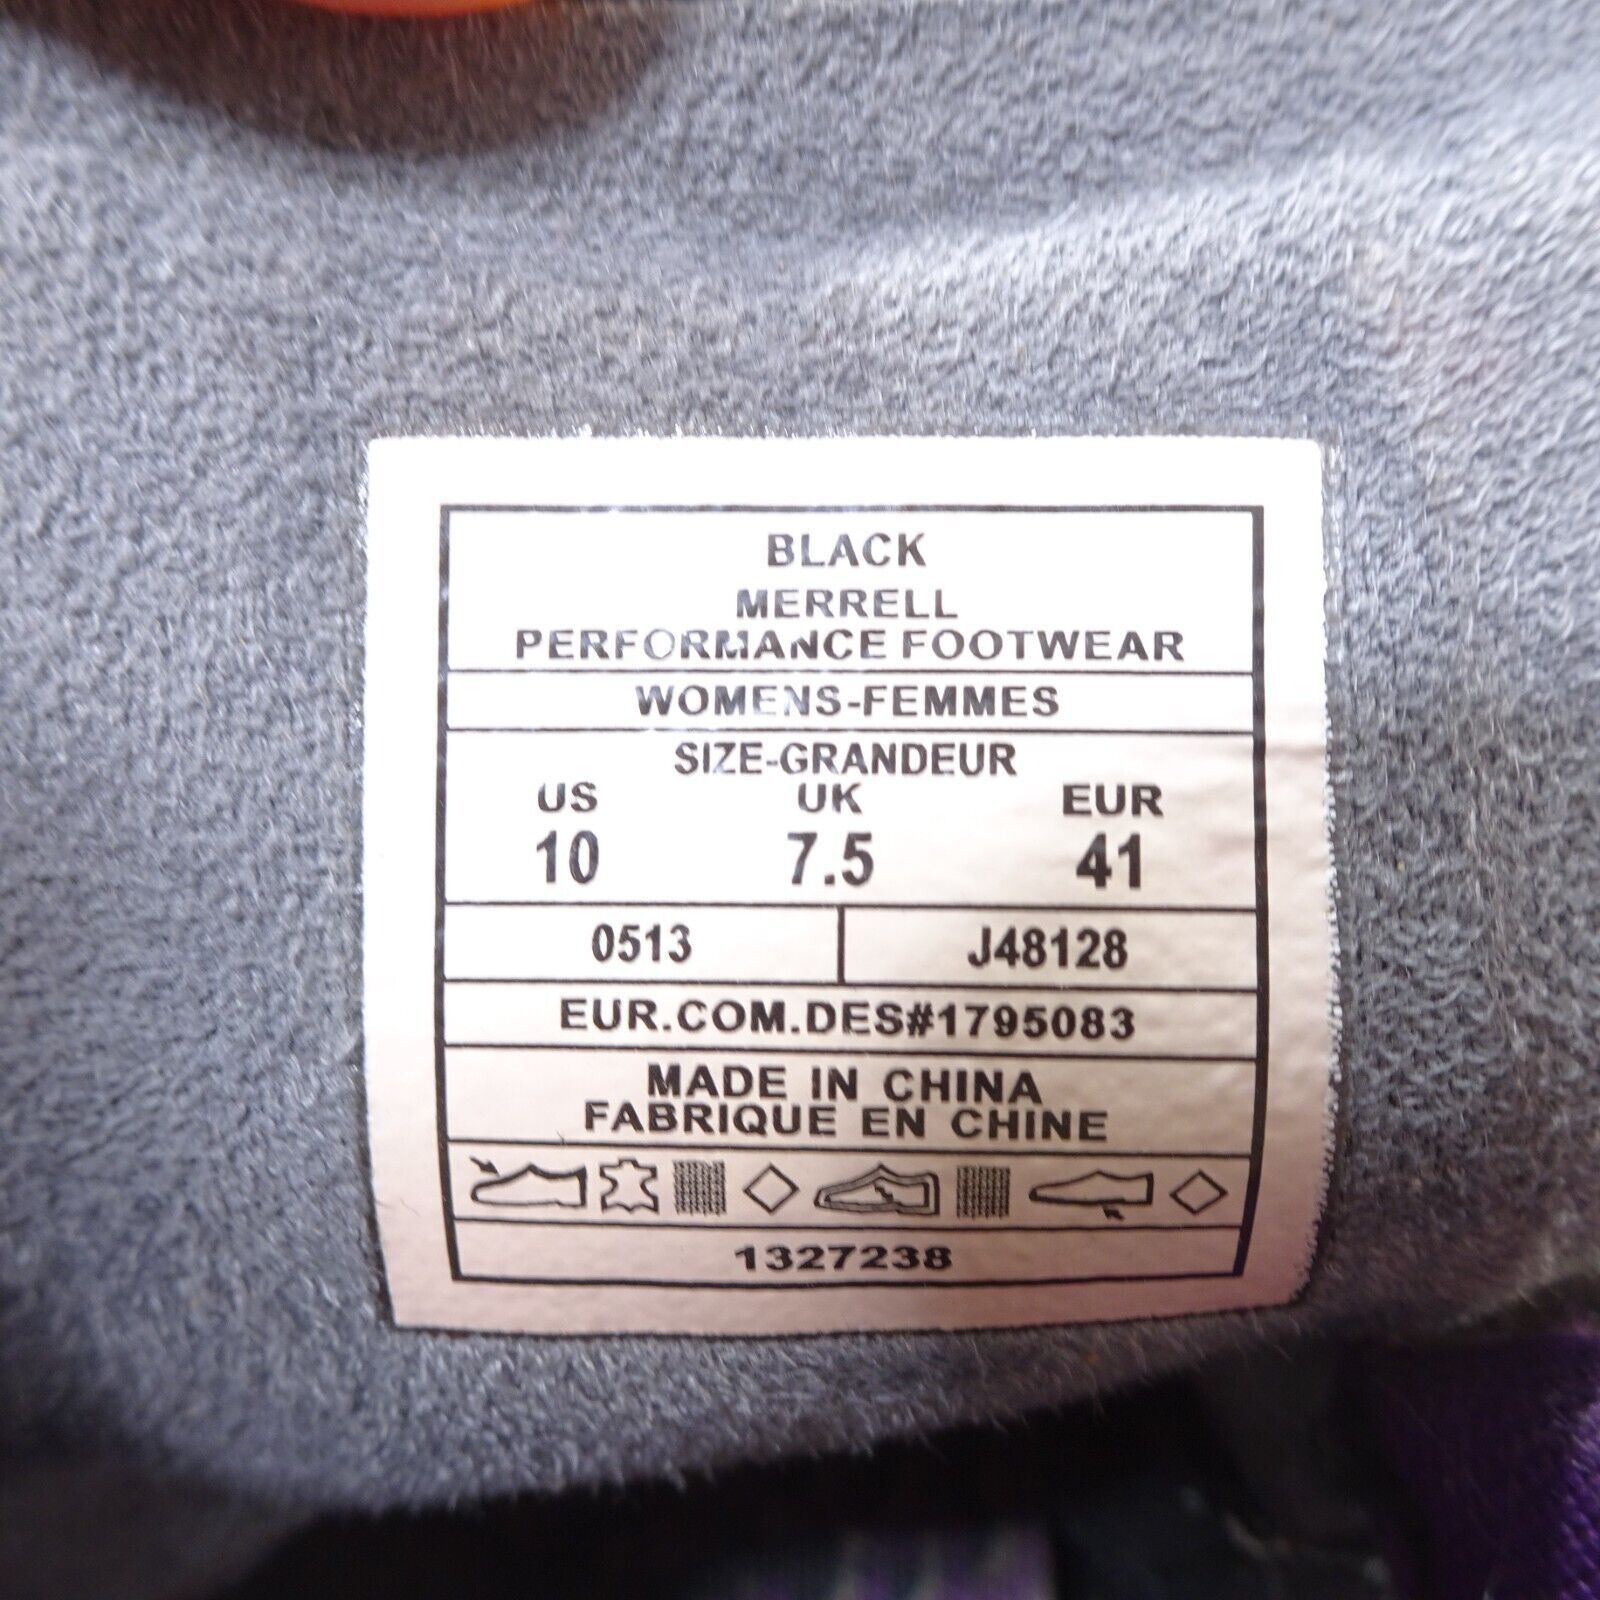 BLACK
MERRELL
PERFORMANCE FOOTWEAR
WOMENS-FEMMES
SIZE-GRANDEUR
US UK EUR
10 7.5 41
0513 J48128
EUR.COM.DES#1795083
MADE IN CHINA
FABRIQUE EN CHINE
1327238